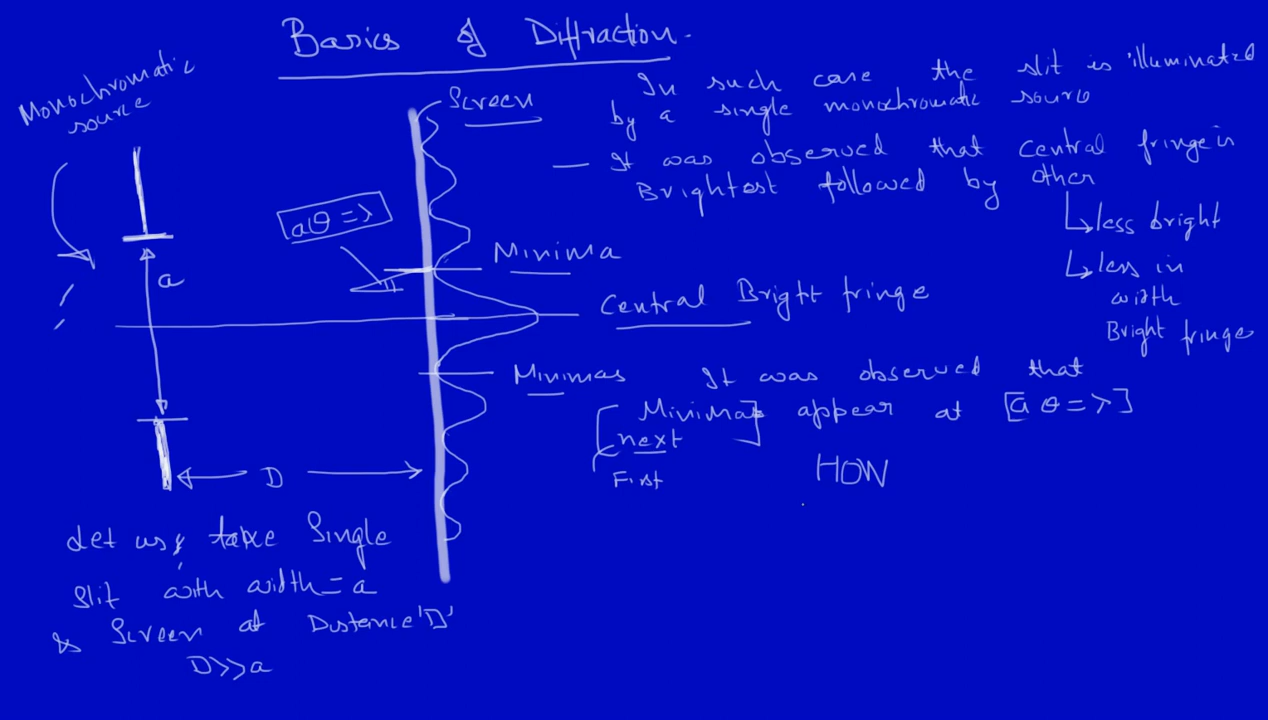 Basics of Diffraction.
Monochromatic
source
Screen
a
aθ = λ
Minima
Central Bright fringe
Minimas
D
Let us take Single
Slit with width = a
& Screen at Distance 'D'
D>>a
In such case the slit is illuminated
by a single monochromatic source
— It was observed that central fringe is
Brightest followed by other
less bright
less in
width
Bright fringe
It was observed that
[Minima] appear at [a θ = λ]
next
First
HOW